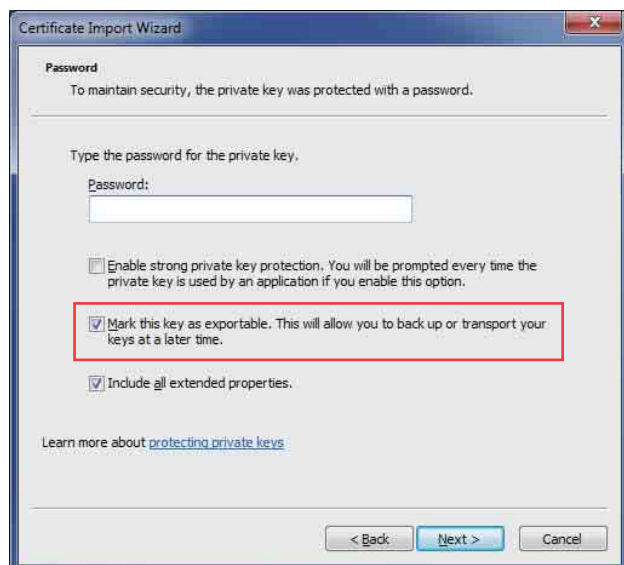 Certificate Import Wizard
Password
To maintain security, the private key was protected with a password.
Type the password for the private key.
Password:
Enable strong private key protection. You will be prompted every time the
private key is used by an application if you enable this option.
Mark this key as exportable. This will allow you to back up or transport your
keys at a later time.
Include all extended properties.
Learn more about protecting private keys
< Back Next > Cancel